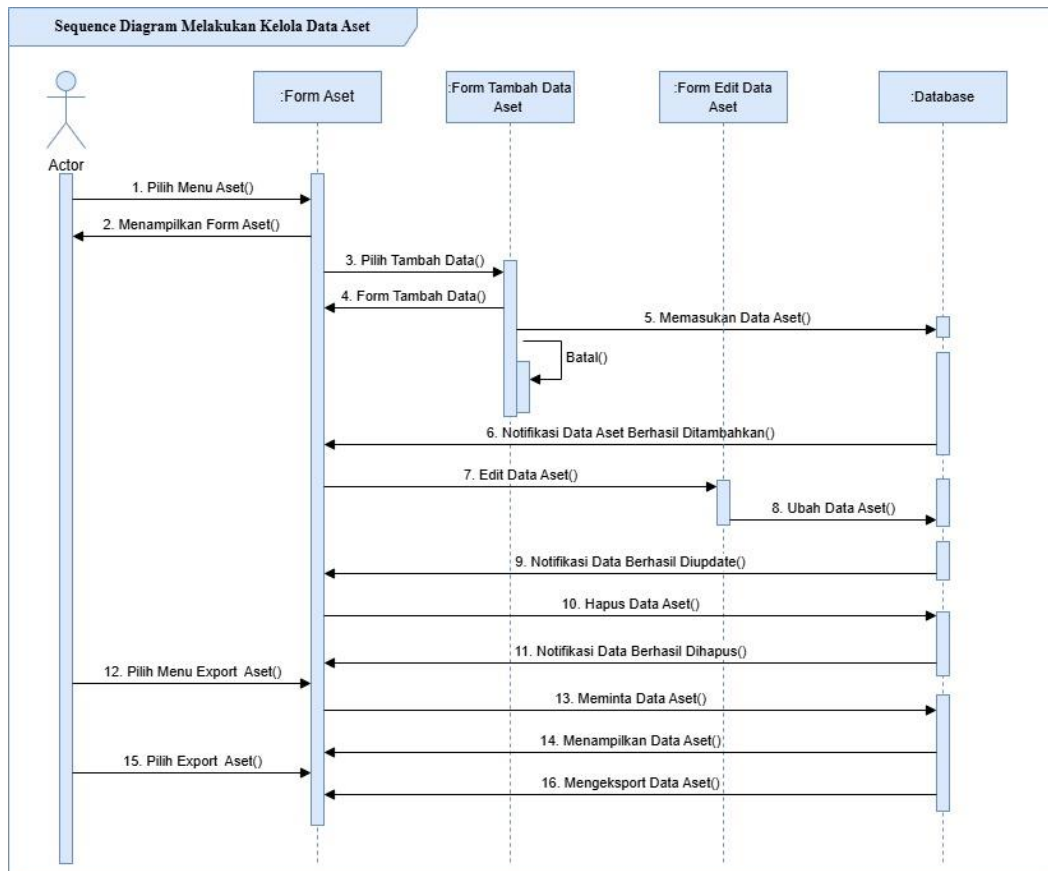 Sequence Diagram Melakukan Kelola Data Aset
:Form Aset
:Form Tambah Data
Aset
:Form Edit Data
Aset
:Database
Actor
1. Pilih Menu Aset()
2. Menampilkan Form Aset()
3. Pilih Tambah Data()
4. Form Tambah Data()
5. Memasukan Data Aset()
Batal()
6. Notifikasi Data Aset Berhasil Ditambahkan()
7. Edit Data Aset()
8. Ubah Data Aset()
9. Notifikasi Data Berhasil Diupdate()
10. Hapus Data Aset()
11. Notifikasi Data Berhasil Dihapus()
12. Pilih Menu Export Aset()
13. Meminta Data Aset()
14. Menampilkan Data Aset()
15. Pilih Export Aset()
16. Mengeksport Data Aset()